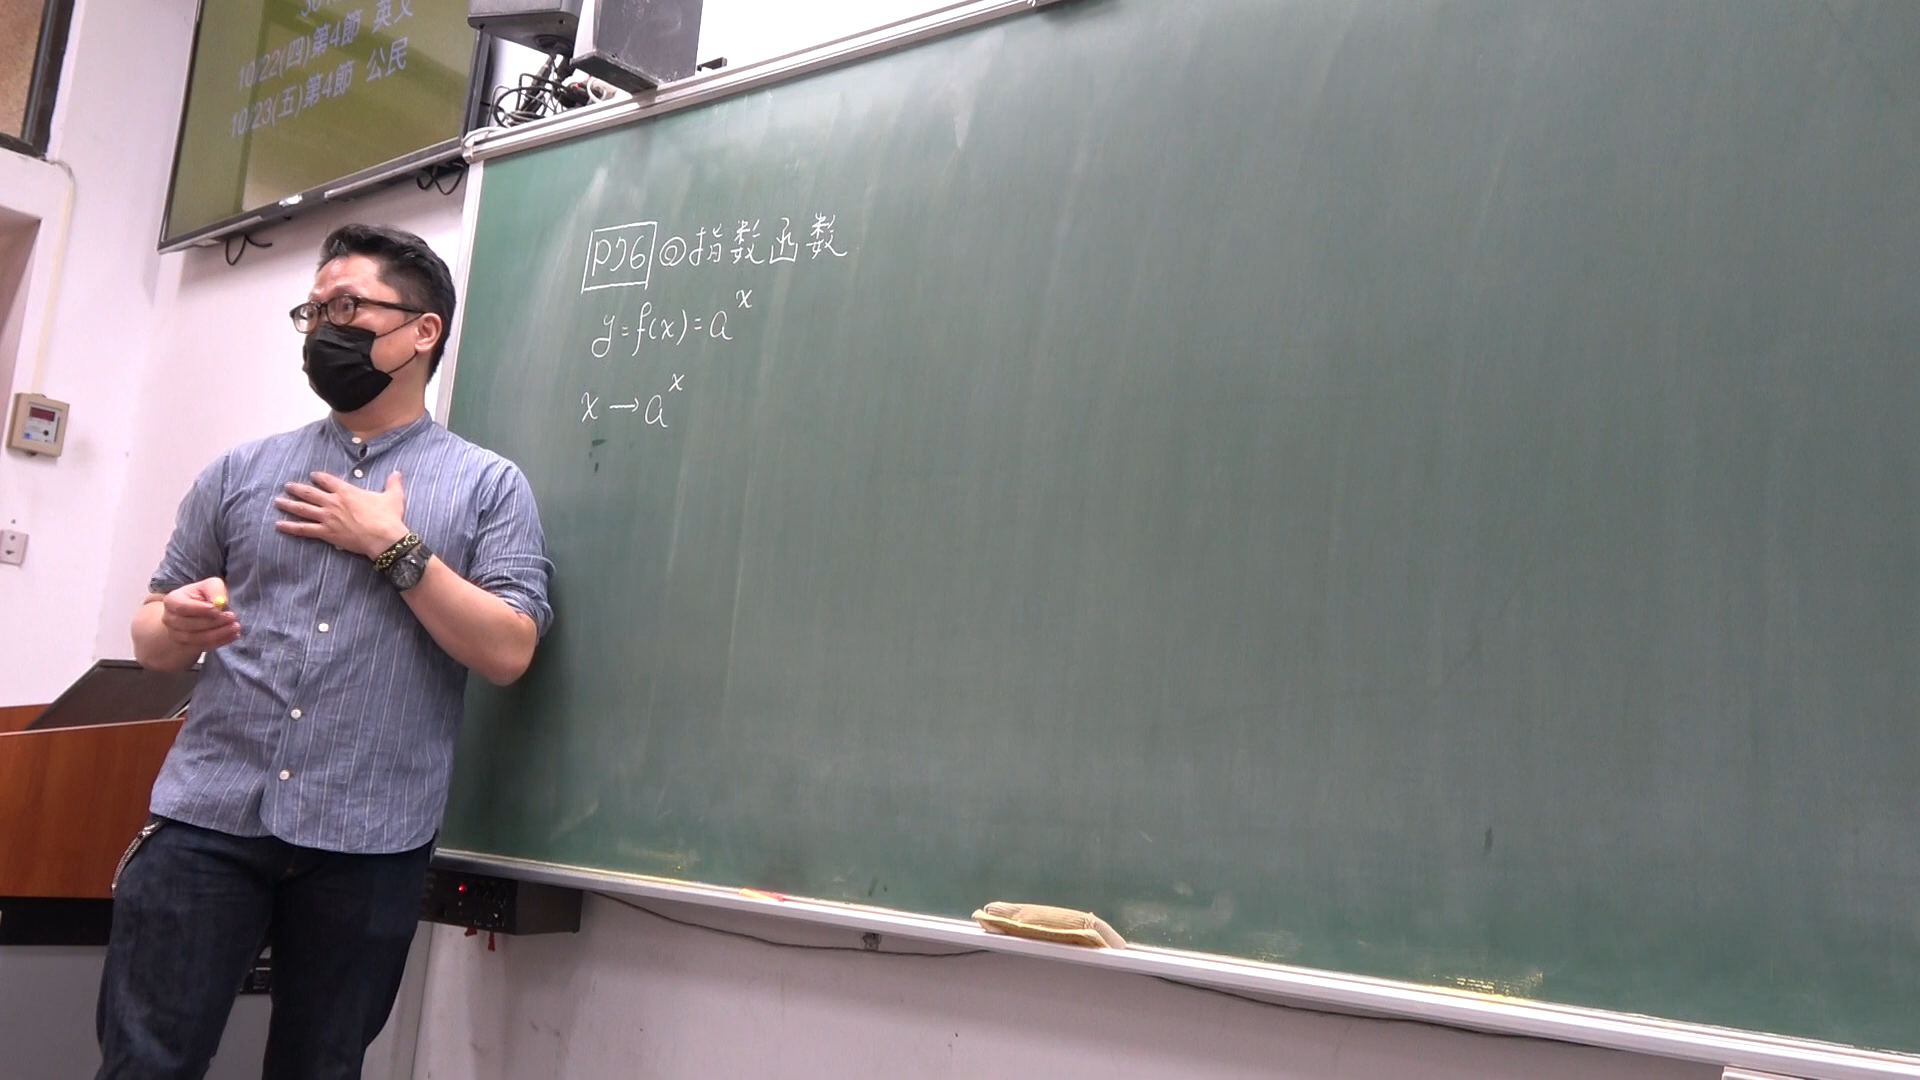 10/22(四)第4節 英文
10/23(五)第4節 公民
P76 ◎指數函數
y=f(x)=a^x
x→a^x